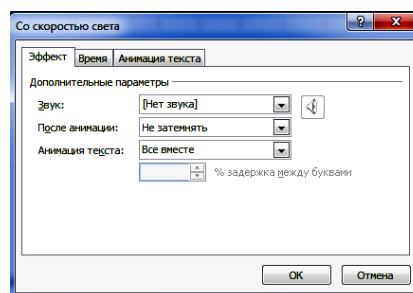 Со скоростью света
Эффект Время Анимация текста
Дополнительные параметры
Звук: [Нет звука]
После анимации: Не затемнять
Анимация текста: Все вместе
% задержка между буквами
ОК Отмена